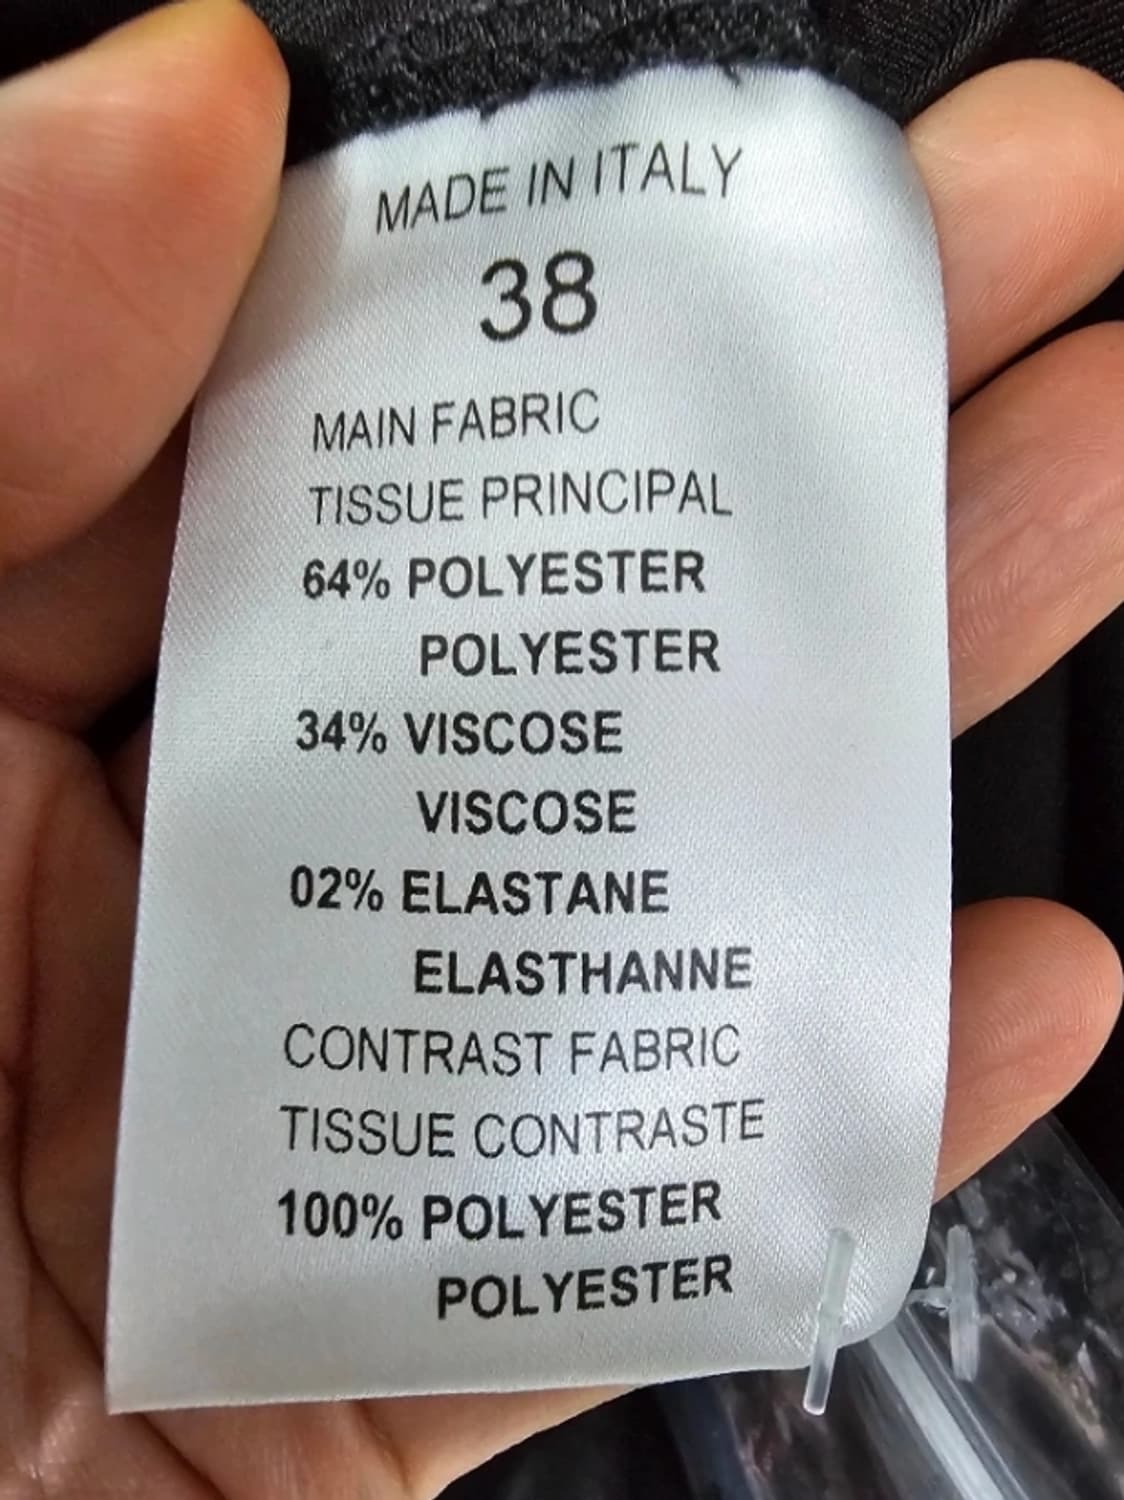 MADE IN ITALY
38
MAIN FABRIC
TISSUE PRINCIPAL
64% POLYESTER
POLYESTER
34% VISCOSE
VISCOSE
02% ELASTANE
ELASTHANNE
CONTRAST FABRIC
TISSUE CONTRASTE
100% POLYESTER
POLYESTER